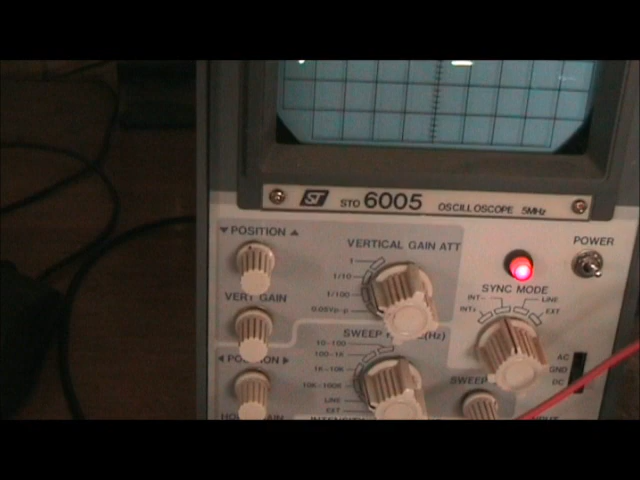 ST STO 6005 OSCILLOSCOPE 5MHz
▼POSITION▲
VERTICAL GAIN ATT
POWER
1
1/10
1/100
0.05Vp-p
VERT GAIN
SYNC MODE
INT- LINE
INT+ EXT
SWEEP (Hz)
10-100
100-1K
1K-10K
10K-100K
LINE
EXT
◀POSITION▶
AC
GND
DC
SWEEP